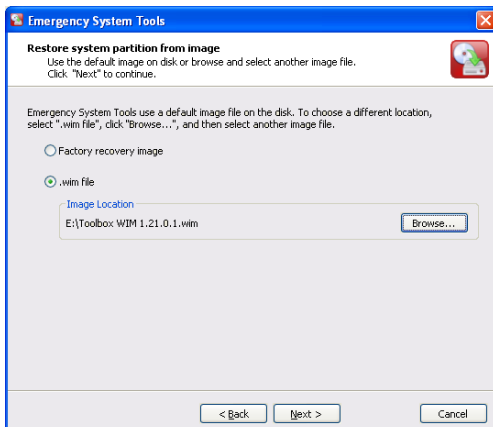 Emergency System Tools
Restore system partition from image
Use the default image on disk or browse and select another image file.
Click "Next" to continue.
Emergency System Tools use a default image file on the disk. To choose a different location,
select ".wim file", click "Browse...", and then select another image file.
Factory recovery image
.wim file
Image Location
E:\Toolbox WIM 1.21.0.1.wim
Browse...
< Back
Next >
Cancel